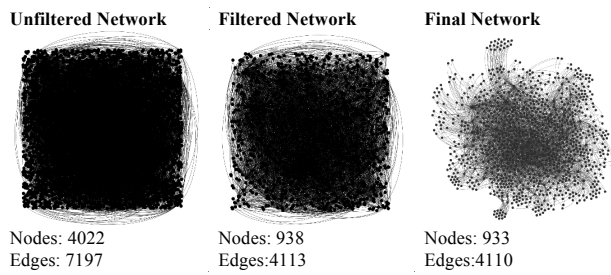 Unfiltered Network
Filtered Network
Final Network
Nodes: 4022
Edges: 7197
Nodes: 938
Edges:4113
Nodes: 933
Edges:4110